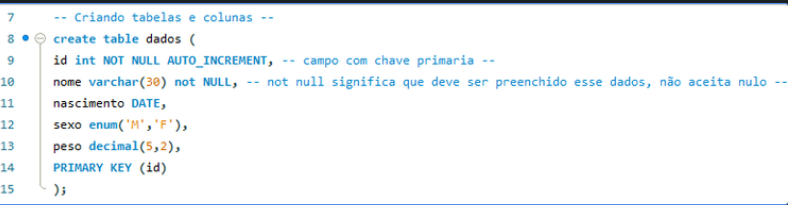 7 -- Criando tabelas e colunas --
8 create table dados (
9 id int NOT NULL AUTO_INCREMENT, -- campo com chave primaria --
10 nome varchar(30) not NULL, -- not null significa que deve ser preenchido esse dados, não aceita nulo --
11 nascimento DATE,
12 sexo enum('M','F'),
13 peso decimal(5,2),
14 PRIMARY KEY (id)
15 );